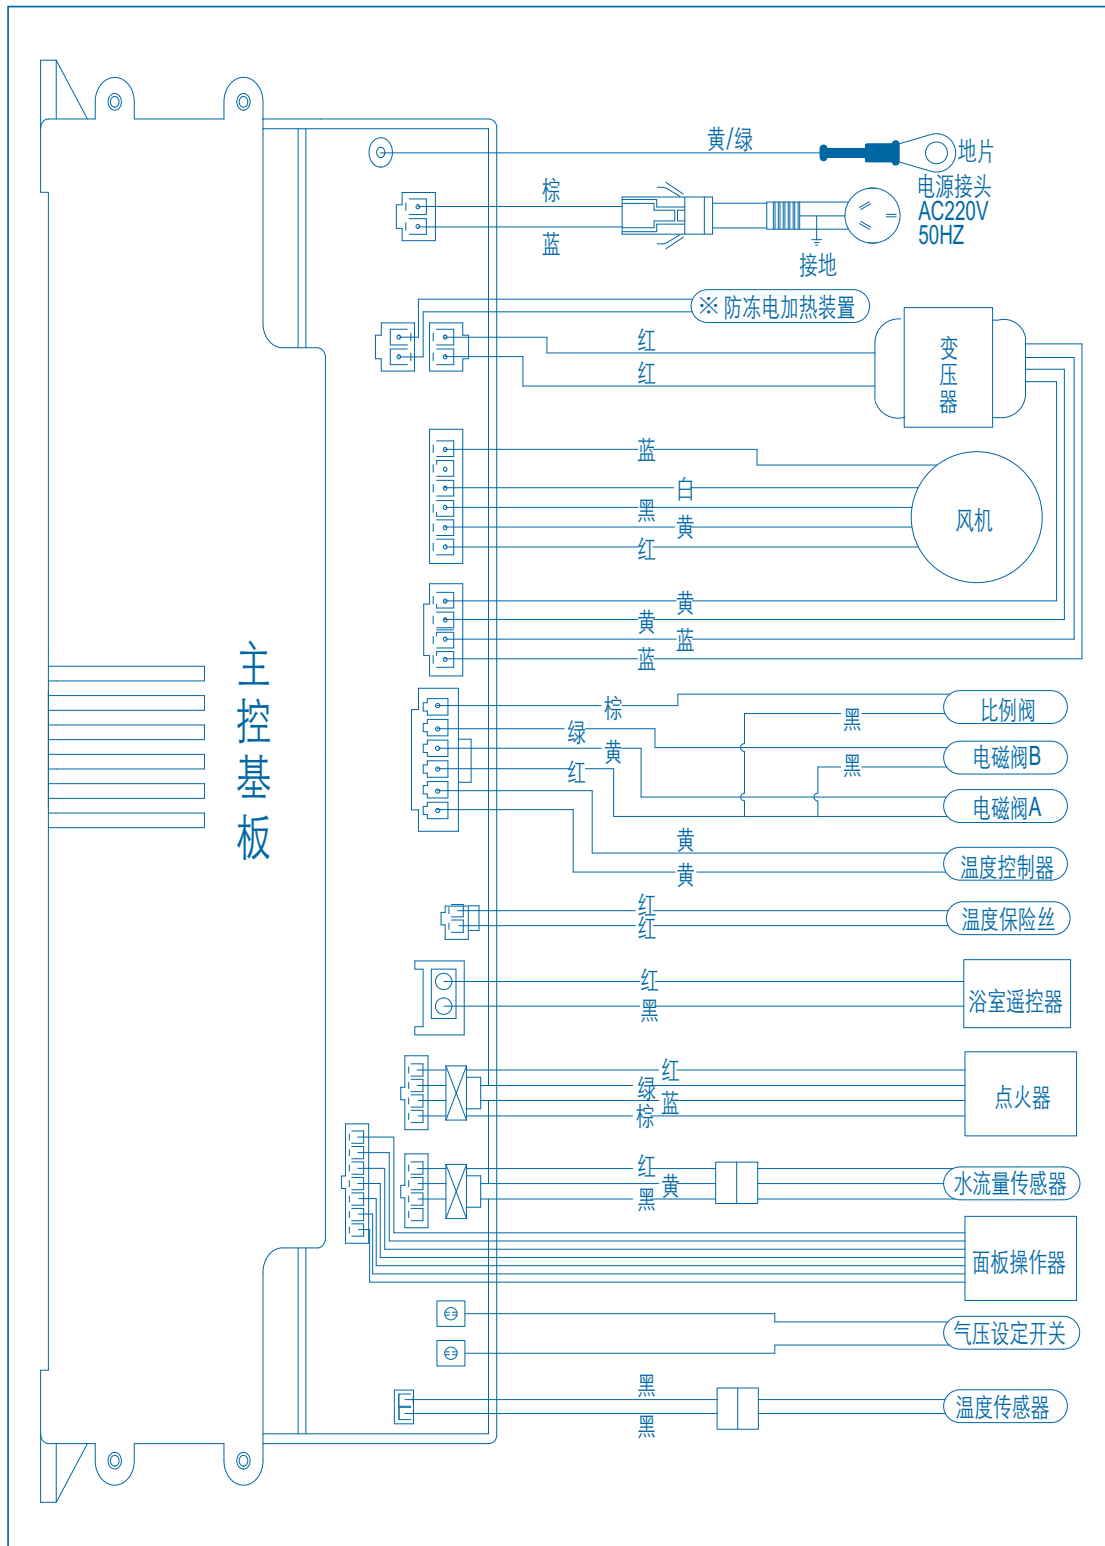 黄/绿
地片
棕
电源接头
AC220V
50HZ
蓝
接地
※防冻电加热装置
红
红
变压器
蓝
白
黑
黄
红
风机
黄
黄
蓝
蓝
主控基板
棕
黑
比例阀
绿
黄
黑
电磁阀B
红
电磁阀A
黄
黄
温度控制器
红
红
温度保险丝
红
黑
浴室遥控器
红
绿
蓝
棕
点火器
红
黄
黑
水流量传感器
面板操作器
气压设定开关
黑
黑
温度传感器